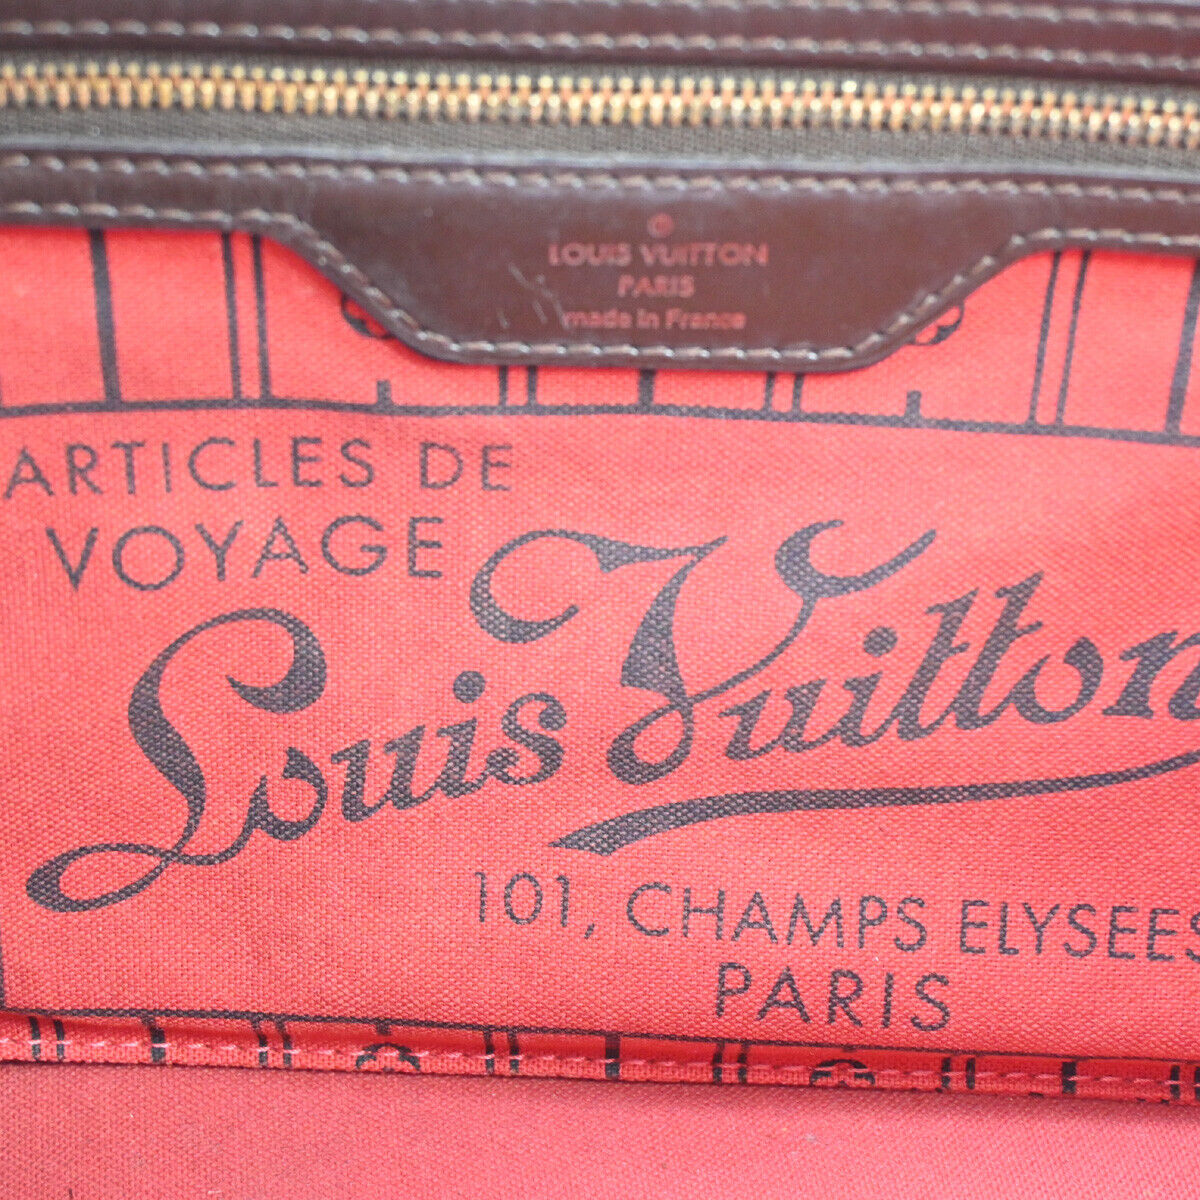 LOUIS VUITTON
PARIS
made in France
ARTICLES DE
VOYAGE
Louis Vuitton
101, CHAMPS ELYSEES
PARIS